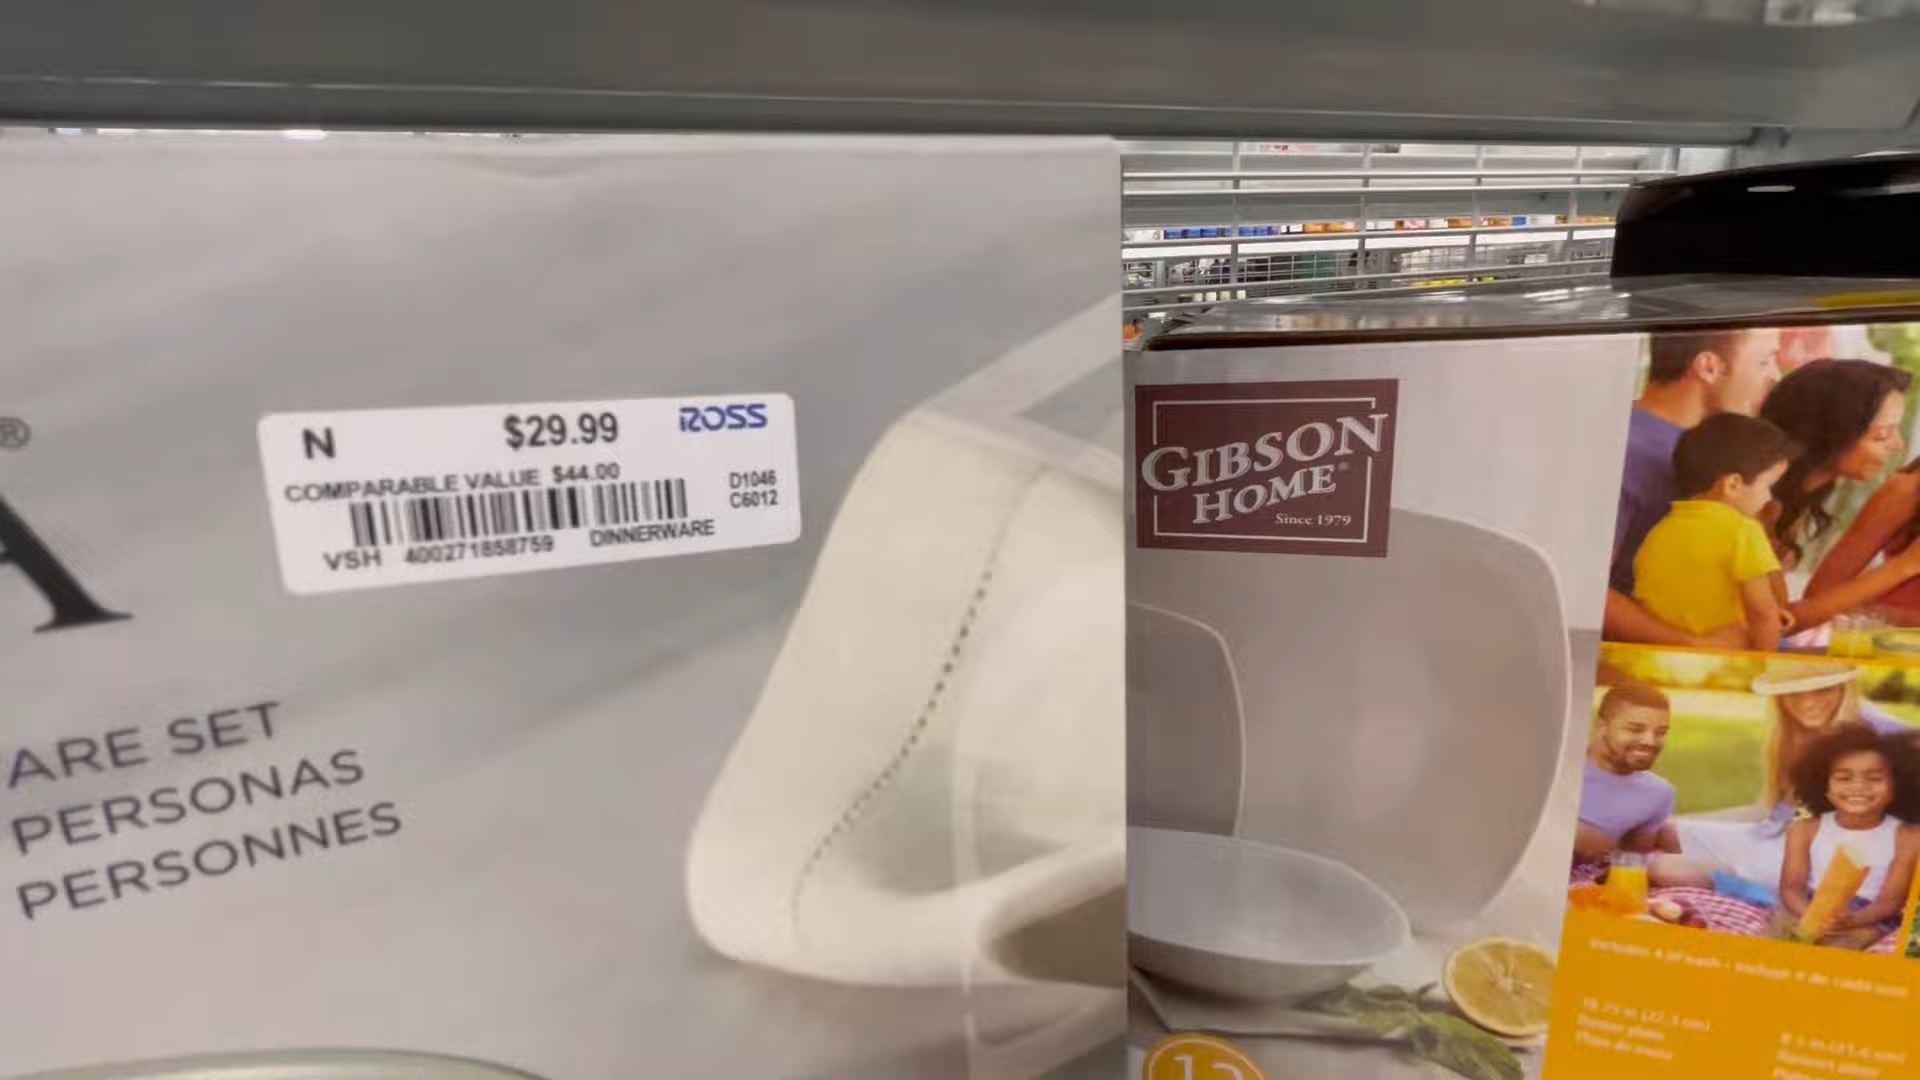 ®
A
N
$29.99
ROSS
COMPARABLE VALUE $44.00
D1046
C6012
VSH 400271858759 DINNERWARE
ARE SET
PERSONAS
PERSONNES
GIBSON
HOME
Since 1979